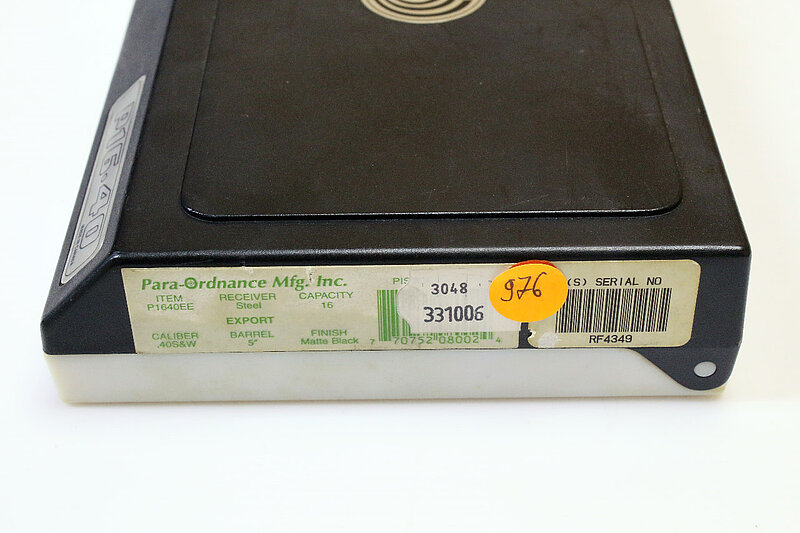 P16·40
Para-Ordnance Mfg. Inc.
ITEM RECEIVER CAPACITY
P1640EE Steel 16
EXPORT
CALIBER BARREL FINISH
.40S&W 5" Matte Black
PIS
7 70752 08002 4
3048
331006
976
(S) SERIAL NO
RF4349